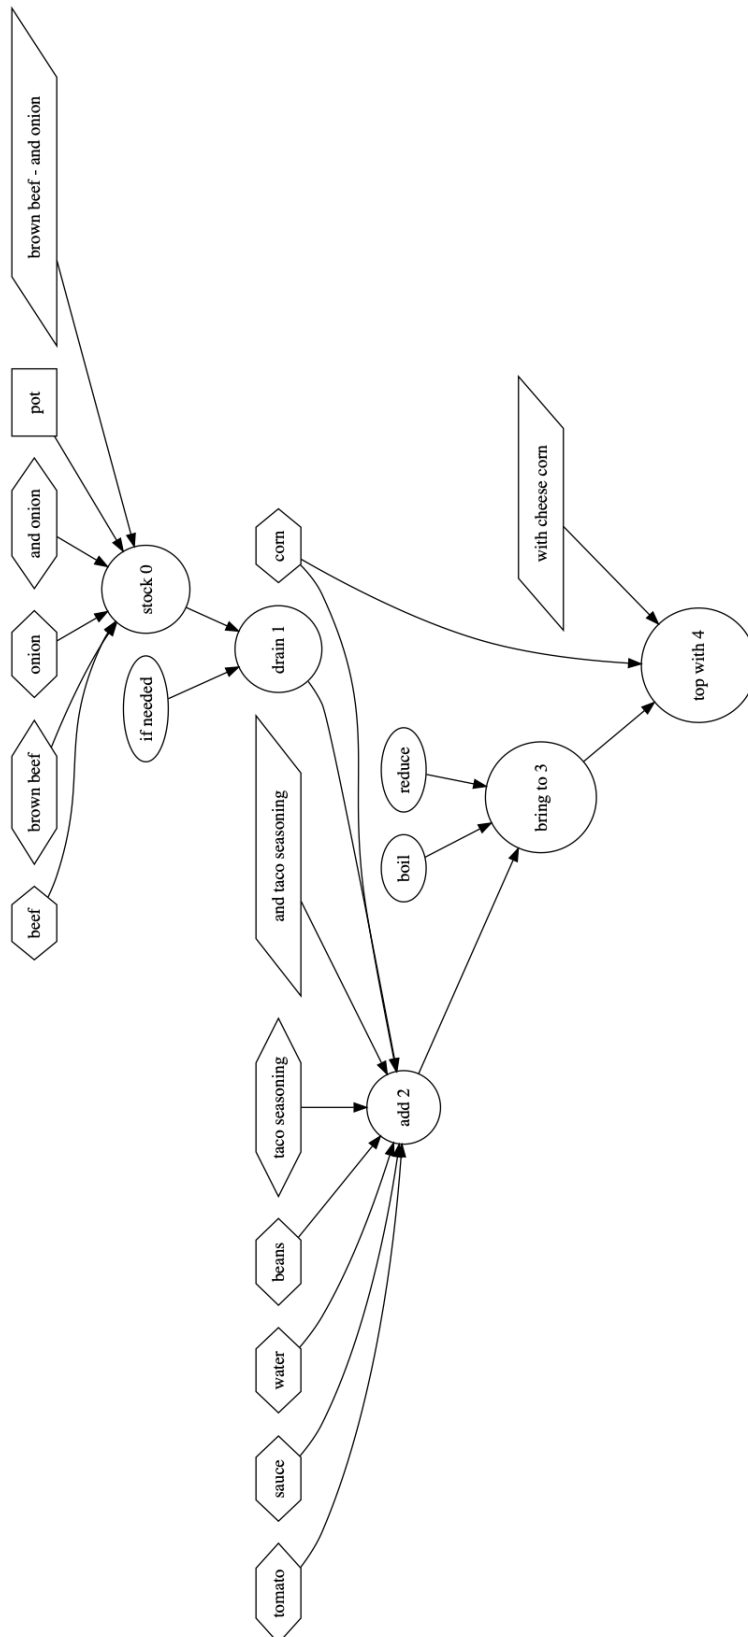 brown beef - and onion
pot
and onion
onion
brown beef
beef
stock 0
if needed
drain 1
corn
and taco seasoning
taco seasoning
beans
water
sauce
tomato
add 2
reduce
boil
bring to 3
with cheese corn
top with 4